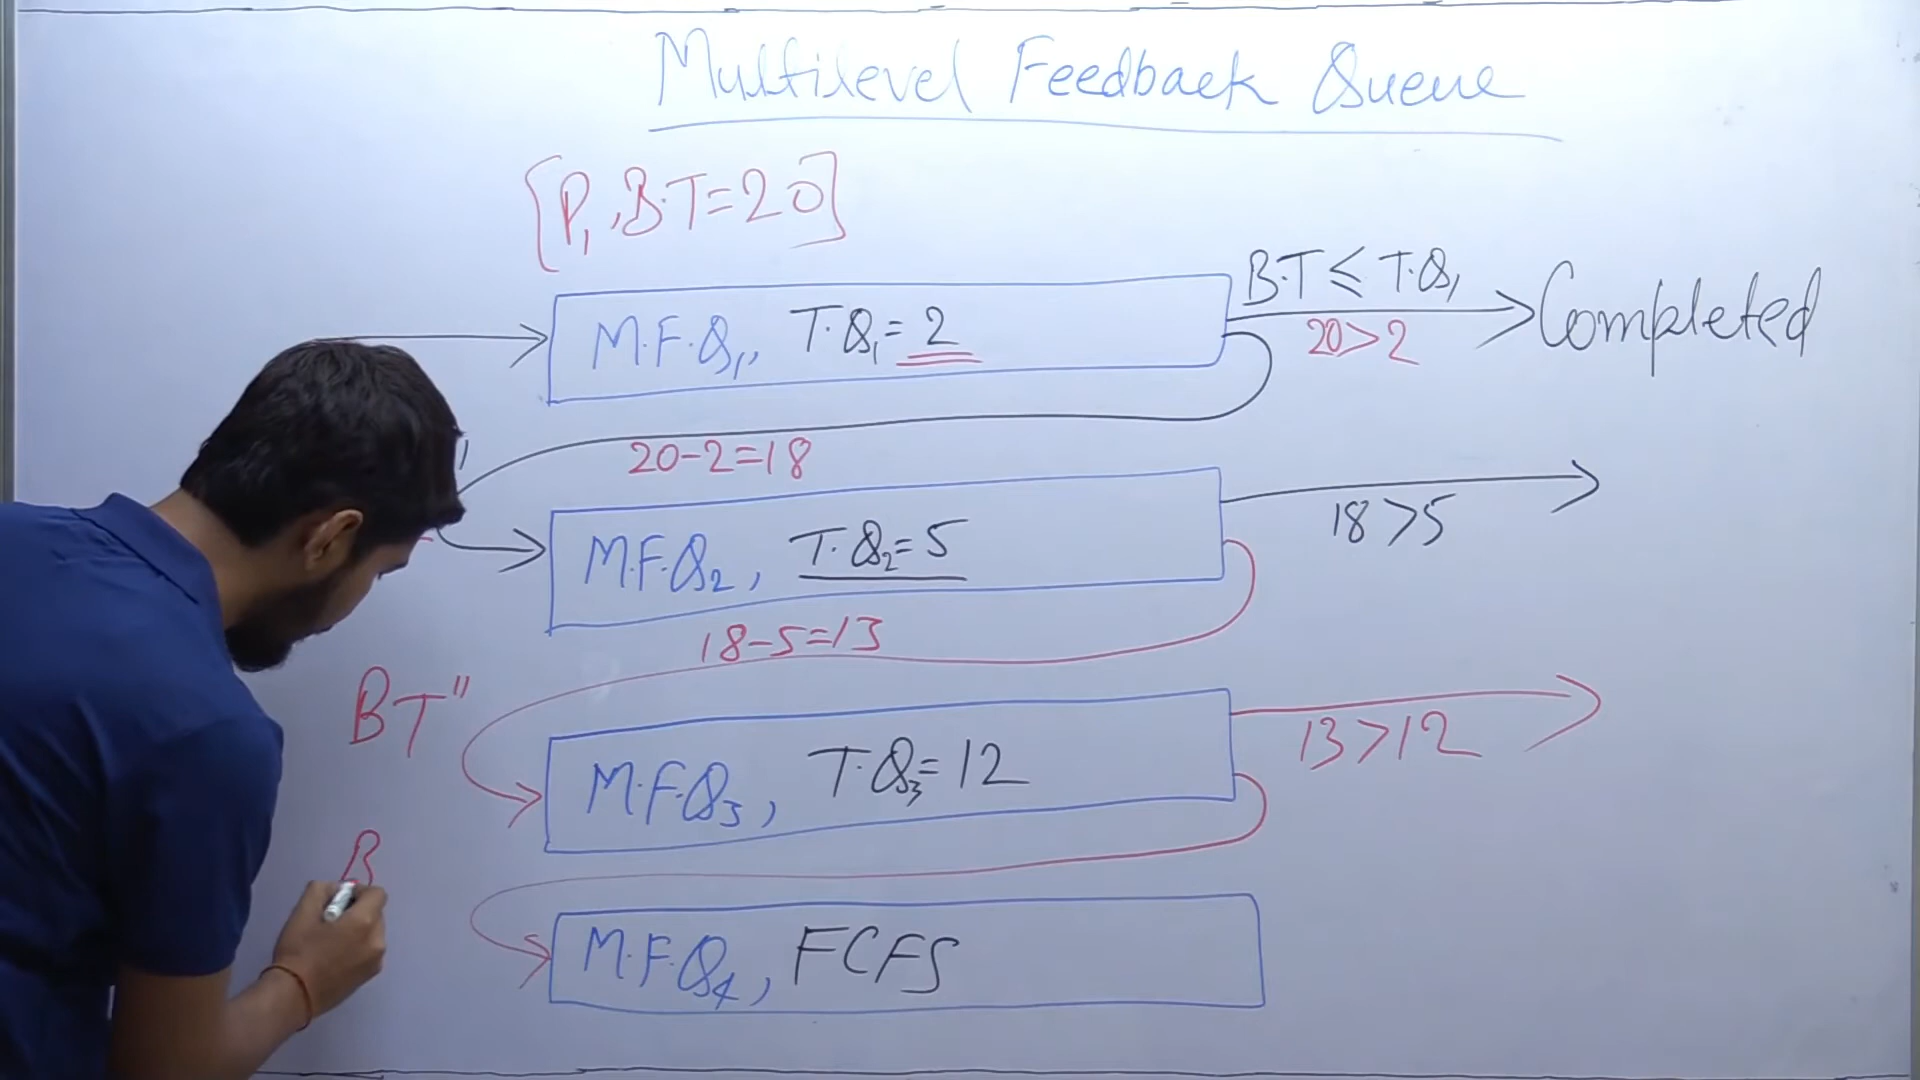 Multilevel Feedback Queue
[P1, B.T=20]
B.T ≤ T.Q1
M.F.Q1, T.Q1=2
20>2
Completed
20-2=18
M.F.Q2, T.Q2=5
18>5
18-5=13
BT"
M.F.Q3, T.Q3=12
13>12
B
M.F.Q4, FCFS